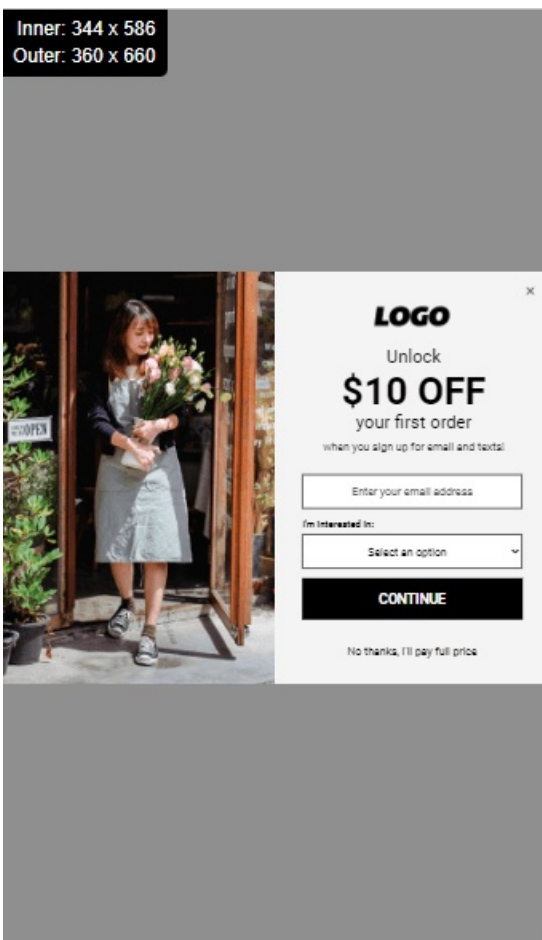 Inner: 344 x 586
Outer: 360 x 660
OPEN
×
LOGO
Unlock
$10 OFF
your first order
when you sign up for email and texts!
Enter your email address
I'm Interested In:
Select an option
CONTINUE
No thanks, I'll pay full price